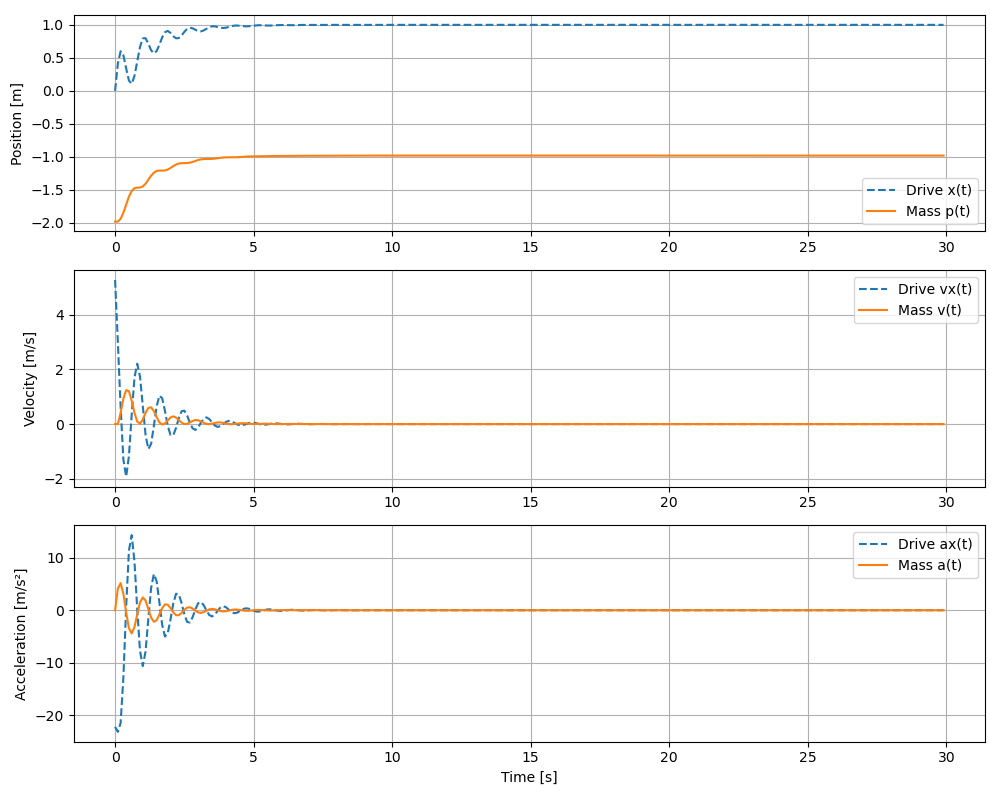 Position [m]
1.0
0.5
0.0
−0.5
−1.0
−1.5
−2.0
Drive x(t)
Mass p(t)
0 5 10 15 20 25 30
Velocity [m/s]
4
2
0
−2
Drive vx(t)
Mass v(t)
0 5 10 15 20 25 30
Acceleration [m/s²]
10
0
−10
−20
Drive ax(t)
Mass a(t)
0 5 10 15 20 25 30
Time [s]